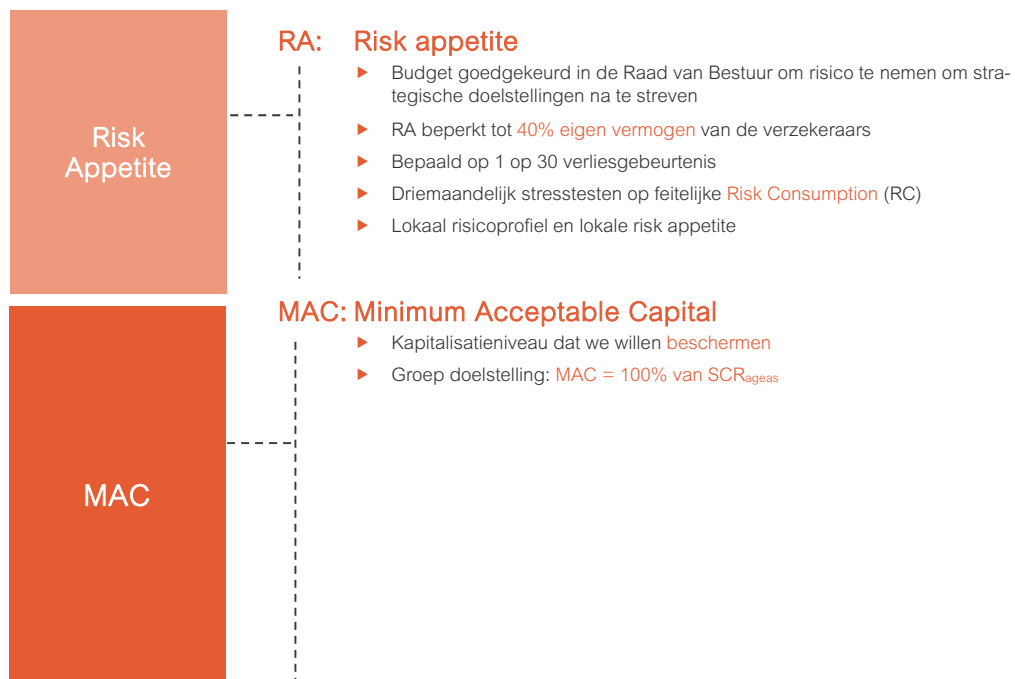 Risk
Appetite
RA: Risk appetite
▶ Budget goedgekeurd in de Raad van Bestuur om risico te nemen om stra-
tegische doelstellingen na te streven
▶ RA beperkt tot 40% eigen vermogen van de verzekeraars
▶ Bepaald op 1 op 30 verliesgebeurtenis
▶ Driemaandelijk stresstesten op feitelijke Risk Consumption (RC)
▶ Lokaal risicoprofiel en lokale risk appetite
MAC
MAC: Minimum Acceptable Capital
▶ Kapitalisatieniveau dat we willen beschermen
▶ Groep doelstelling: MAC = 100% van SCRageas